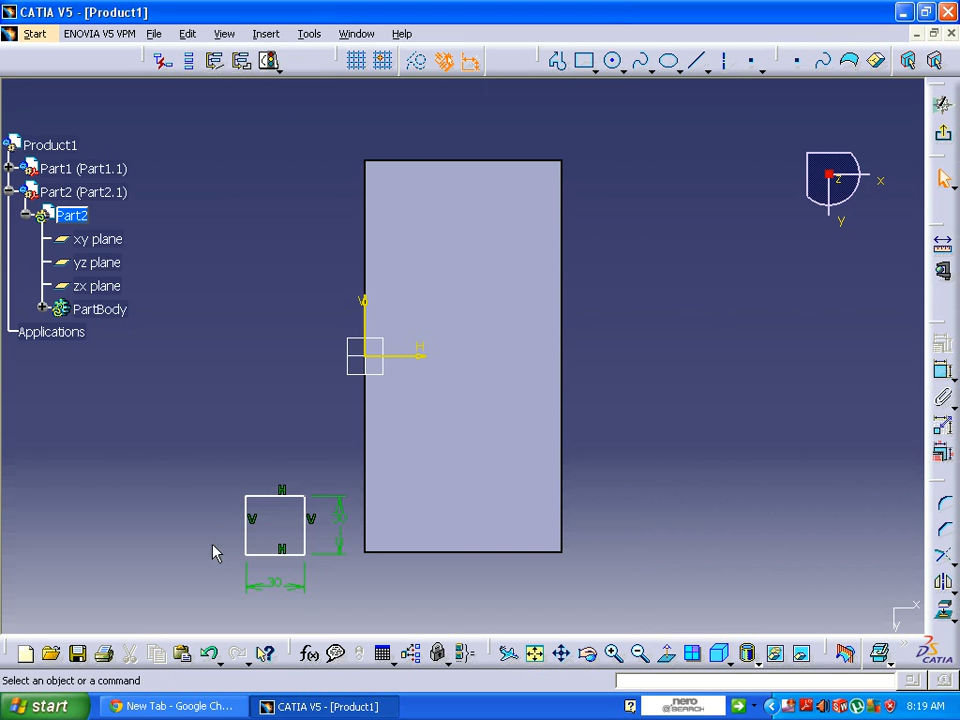 CATIA V5 - [Product1]
Start ENOVIA V5 VPM File Edit View Insert Tools Window Help
Product1
Part1 (Part1.1)
Part2 (Part2.1)
Part2
xy plane
yz plane
zx plane
PartBody
Applications
z
x
y
V
H
H
V
V
H
30
x
y
f(x)
CATIA
Select an object or a command
start
New Tab - Google Ch...
CATIA V5 - [Product1]
nero
SEARCH
8:19 AM